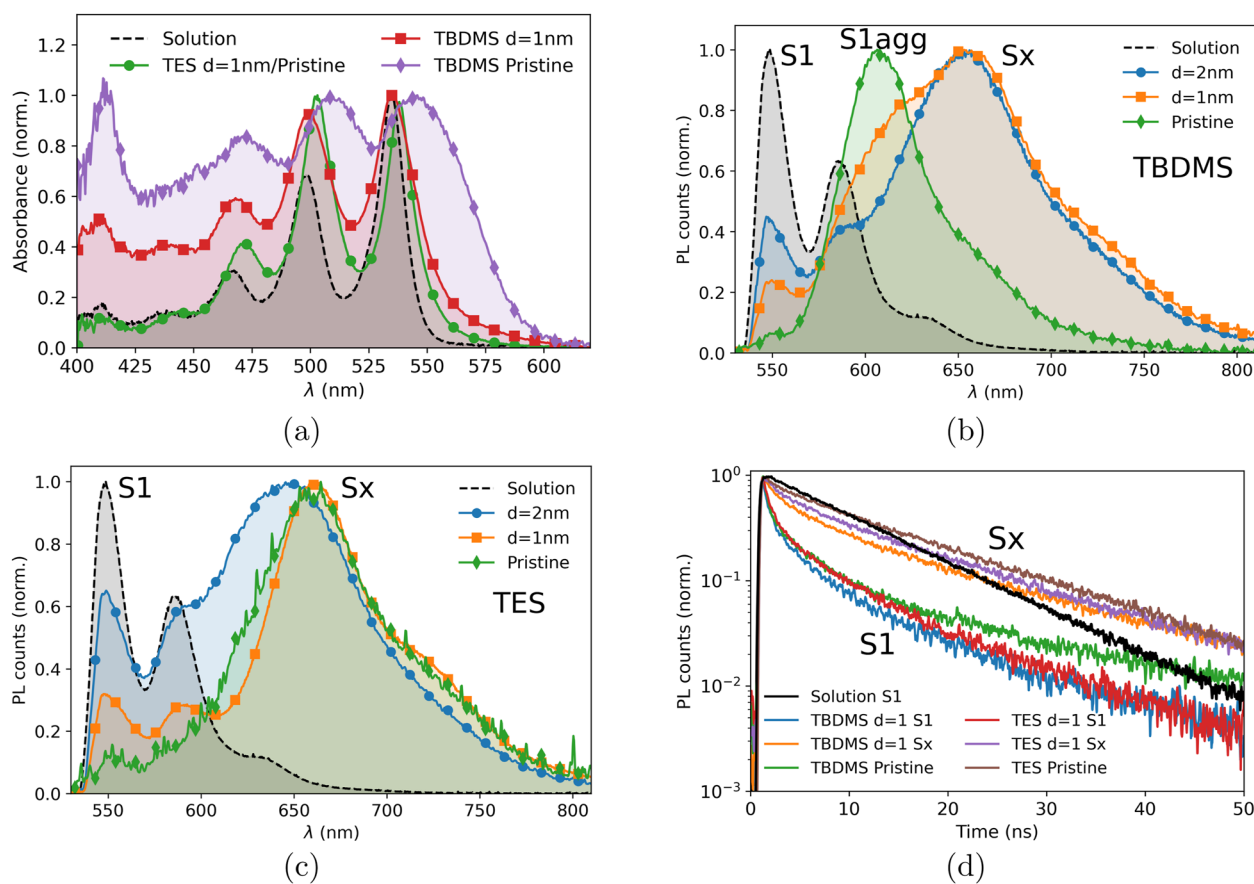 Solution
TES d=1nm/Pristine
TBDMS d=1nm
TBDMS Pristine
Absorbance (norm.)
1.2
1.0
0.8
0.6
0.4
0.2
0.0
400 425 450 475 500 525 550 575 600
λ (nm)
(a)
S1
S1agg
Sx
Solution
d=2nm
d=1nm
Pristine
TBDMS
PL counts (norm.)
1.0
0.8
0.6
0.4
0.2
0.0
550 600 650 700 750 800
λ (nm)
(b)
S1
Sx
Solution
d=2nm
d=1nm
Pristine
TES
PL counts (norm.)
1.0
0.8
0.6
0.4
0.2
0.0
550 600 650 700 750 800
λ (nm)
(c)
Sx
S1
PL counts (norm.)
10⁰
10⁻¹
10⁻²
10⁻³
Solution S1
TBDMS d=1 S1
TBDMS d=1 Sx
TBDMS Pristine
TES d=1 S1
TES d=1 Sx
TES Pristine
0 10 20 30 40 50
Time (ns)
(d)